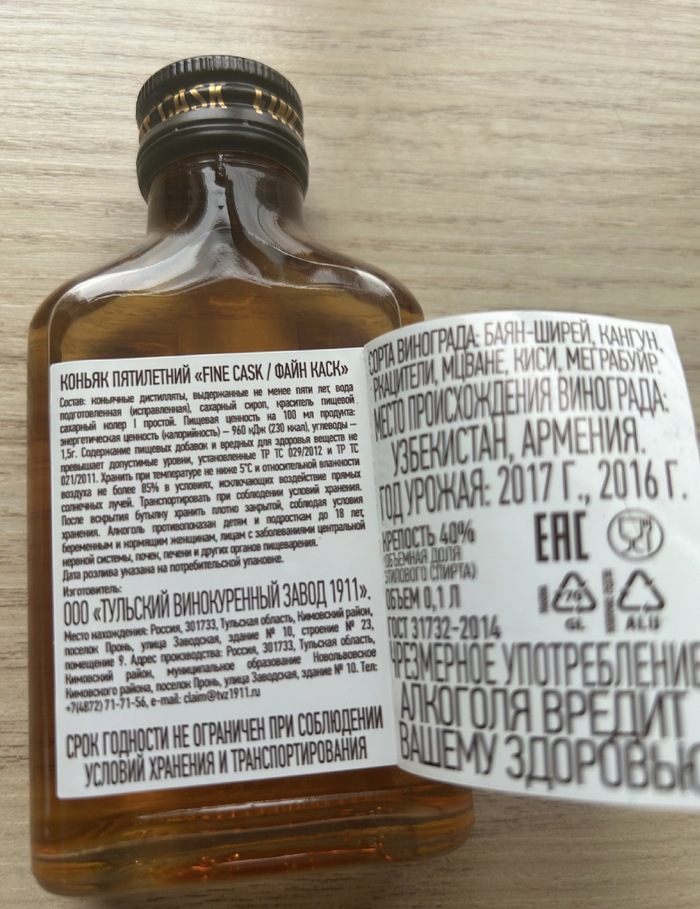 CASK FINE
КОНЬЯК ПЯТИЛЕТНИЙ «FINE CASK / ФАЙН КАСК»
Состав: коньячные дистилляты, выдержанные не менее пяти лет, вода
подготовленная (исправленная), сахарный сироп, краситель пищевой
сахарный колер I простой. Пищевая ценность на 100 мл продукта:
энергетическая ценность (калорийность) – 960 кДж (230 ккал), углеводы –
1,5г. Содержание пищевых добавок и вредных для здоровья веществ не
превышает допустимые уровни, установленные ТР ТС 029/2012 и ТР ТС
021/2011. Хранить при температуре не ниже 5°С и относительной влажности
воздуха не более 85% в условиях, исключающих воздействие прямых
солнечных лучей. Транспортировать при соблюдении условий хранения.
После вскрытия бутылку хранить плотно закрытой, соблюдая условия
хранения. Алкоголь противопоказан детям и подросткам до 18 лет,
беременным и кормящим женщинам, лицам с заболеваниями центральной
нервной системы, почек, печени и других органов пищеварения.
Дата розлива указана на потребительской упаковке.
Изготовитель:
ООО «ТУЛЬСКИЙ ВИНОКУРЕННЫЙ ЗАВОД 1911».
Место нахождения: Россия, 301733, Тульская область, Кимовский район,
поселок Пронь, улица Заводская, здание № 10, строение № 23,
помещение 9. Адрес производства: Россия, 301733, Тульская область,
Кимовский район, муниципальное образование Новольвовское
Кимовского района, поселок Пронь, улица Заводская, здание № 10. Тел:
+7(4872) 71-71-56, e-mail: claim@tvz1911.ru
СРОК ГОДНОСТИ НЕ ОГРАНИЧЕН ПРИ СОБЛЮДЕНИИ
УСЛОВИЙ ХРАНЕНИЯ И ТРАНСПОРТИРОВАНИЯ
СОРТА ВИНОГРАДА: БАЯН-ШИРЕЙ, КАНГУН,
РКАЦИТЕЛИ, МЦВАНЕ, КИСИ, МЕГРАБУЙР.
МЕСТО ПРОИСХОЖДЕНИЯ ВИНОГРАДА:
УЗБЕКИСТАН, АРМЕНИЯ.
ГОД УРОЖАЯ: 2017 Г., 2016 Г.
КРЕПОСТЬ 40%
(ОБЪЕМНАЯ ДОЛЯ
ЭТИЛОВОГО СПИРТА)
ОБЪЕМ 0,1 Л
ГОСТ 31732-2014
EAC
70
GL
ALU
ЧРЕЗМЕРНОЕ УПОТРЕБЛЕНИЕ
АЛКОГОЛЯ ВРЕДИТ
ВАШЕМУ ЗДОРОВЬЮ